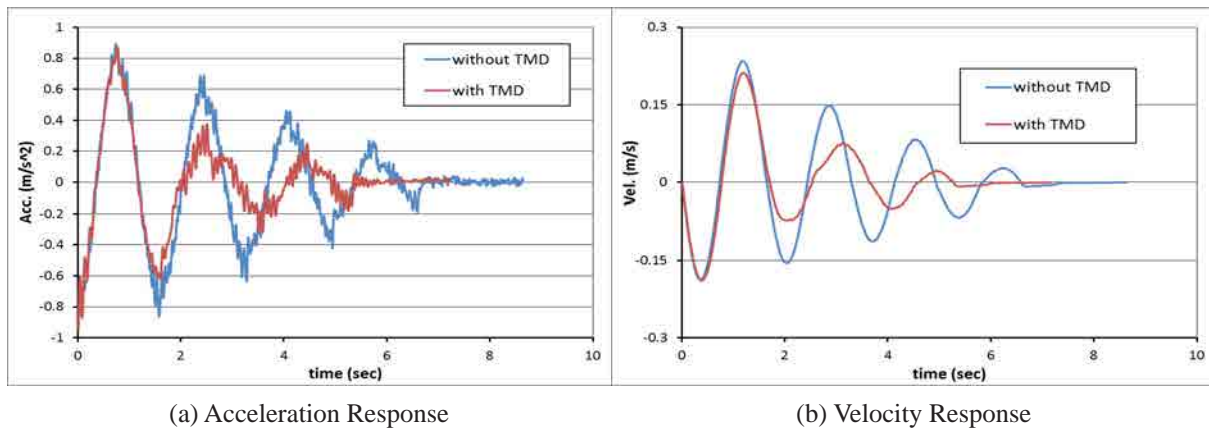 1
0.8
0.6
0.4
0.2
0
-0.2
-0.4
-0.6
-0.8
-1
Acc. (m/s^2)
without TMD
with TMD
0 2 4 6 8 10
time (sec)
0.3
0.15
0
-0.15
-0.3
Vel. (m/s)
without TMD
with TMD
0 2 4 6 8 10
time (sec)
(a) Acceleration Response
(b) Velocity Response